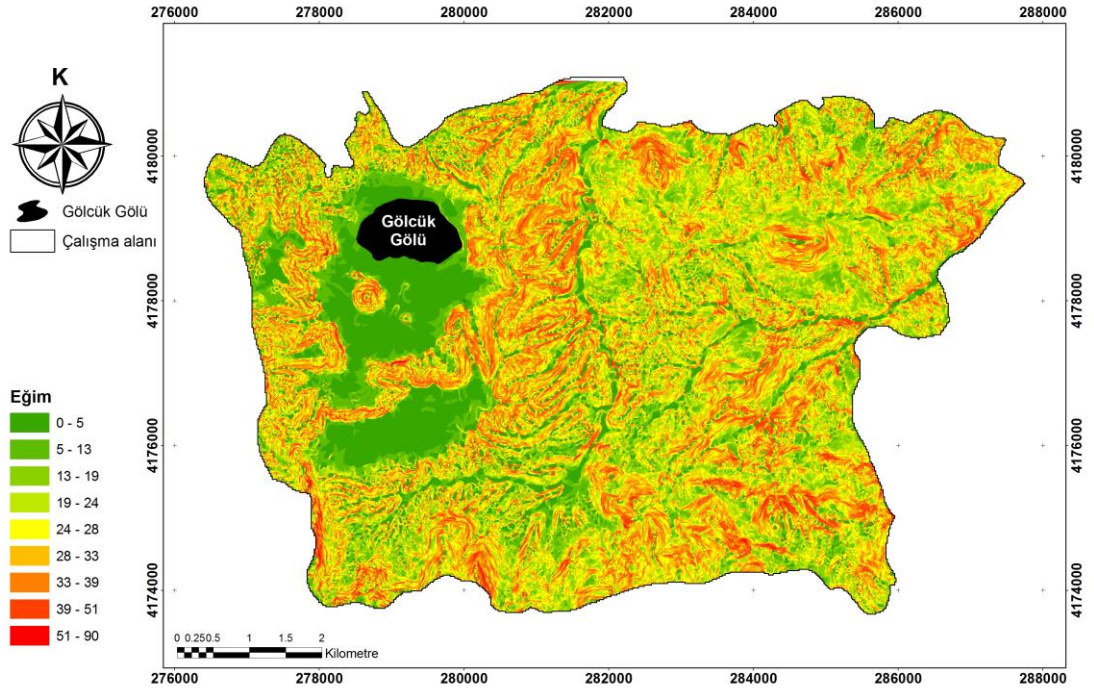 276000 278000 280000 282000 284000 286000 288000
K
Gölcük Gölü
Çalışma alanı
Gölcük
Gölü
4180000 4180000
4178000 4178000
4176000 4176000
4174000 4174000
Eğim
0 - 5
5 - 13
13 - 19
19 - 24
24 - 28
28 - 33
33 - 39
39 - 51
51 - 90
0 0.25 0.5 1 1.5 2
Kilometre
276000 278000 280000 282000 284000 286000 288000